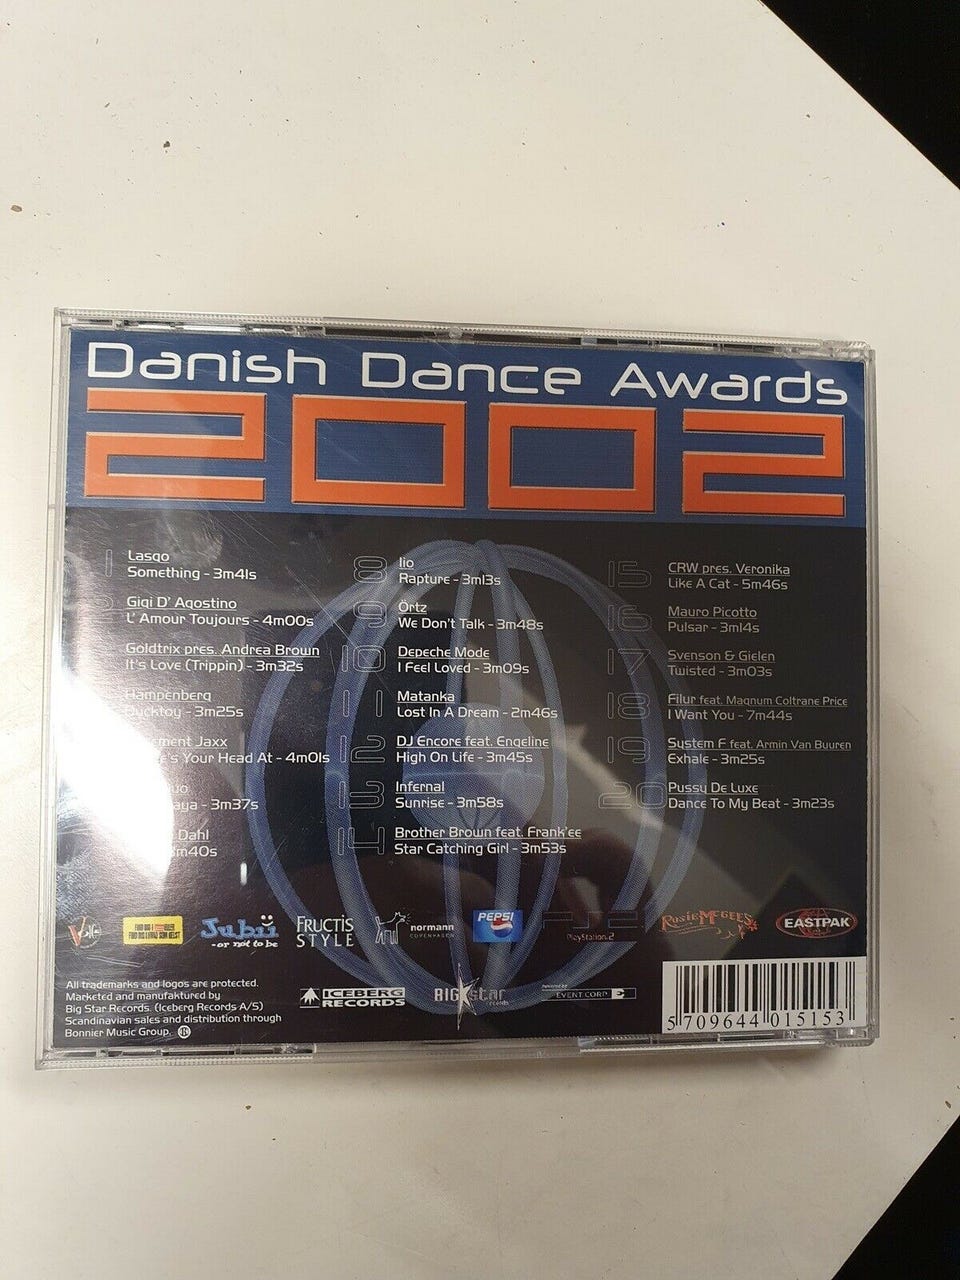 Danish Dance Awards
2002
1 Lasgo
Something - 3m41s
2 Gigi D' Agostino
L' Amour Toujours - 4m00s
Goldtrix pres. Andrea Brown
It's Love (Trippin) - 3m32s
Hampenberg
Ducktoy - 3m25s
Jaxx
Your Head At - 4m01s
- 3m37s
Dahl
3m40s
8 Iio
Rapture - 3m13s
9 Örtz
We Don't Talk - 3m48s
10 Depeche Mode
I Feel Loved - 3m09s
11 Matanka
Lost In A Dream - 2m46s
12 DJ Encore feat. Engeline
High On Life - 3m45s
13 Infernal
Sunrise - 3m58s
14 Brother Brown feat. Frank'ee
Star Catching Girl - 3m53s
15 CRW pres. Veronika
Like A Cat - 5m46s
16 Mauro Picotto
Pulsar - 3m14s
17 Svenson & Gielen
Twisted - 3m03s
18 Filur feat. Magnum Coltrane Price
I Want You - 7m44s
19 System F feat. Armin Van Buuren
Exhale - 3m25s
20 Pussy De Luxe
Dance To My Beat - 3m23s
Jubii
-or not to be
FRUCTIS
STYLE
normann
COPENHAGEN
PEPSI
PlayStation 2
Rosie McGee's
EASTPAK
All trademarks and logos are protected.
Marketed and manufaktured by
Big Star Records. (Iceberg Records A/S)
Scandinavian sales and distribution through
Bonnier Music Group.
ICEBERG
RECORDS
BIG star
records
Powered by
EVENT CORP E
5 709644 015153